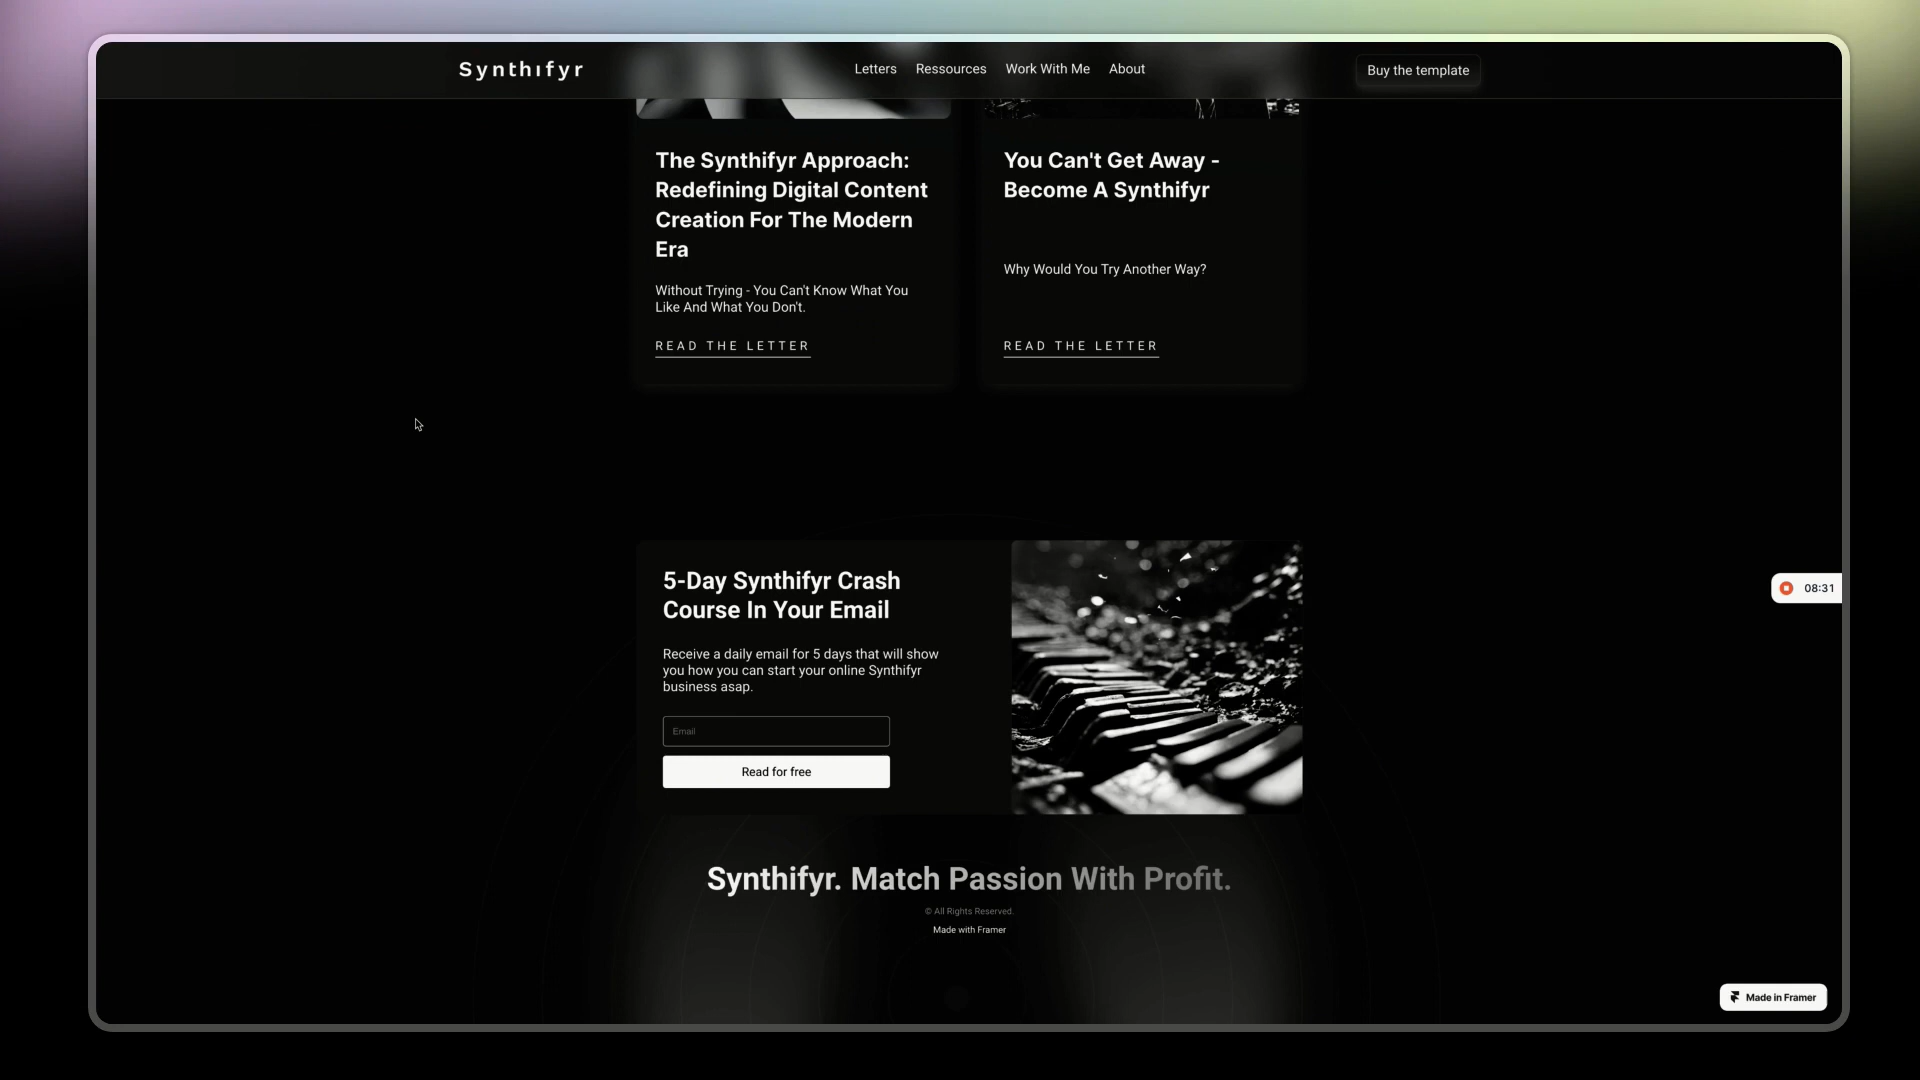 Synthifyr
Letters Ressources Work With Me About
Buy the template
The Synthifyr Approach:
Redefining Digital Content
Creation For The Modern
Era
Without Trying - You Can't Know What You
Like And What You Don't.
READ THE LETTER
You Can't Get Away -
Become A Synthifyr
Why Would You Try Another Way?
READ THE LETTER
5-Day Synthifyr Crash
Course In Your Email
Receive a daily email for 5 days that will show
you how you can start your online Synthifyr
business asap.
Email
Read for free
08:31
Synthifyr. Match Passion With Profit.
© All Rights Reserved.
Made with Framer
Made in Framer